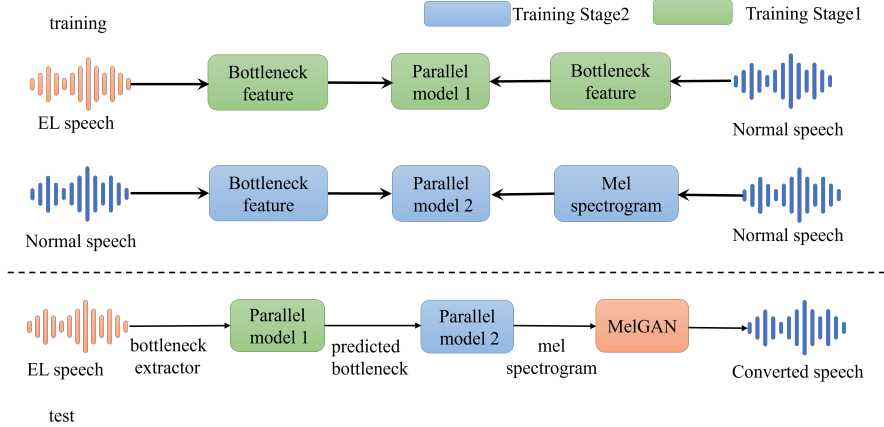 training
Training Stage2
Training Stage1
Bottleneck
feature
Parallel
model 1
Bottleneck
feature
EL speech
Normal speech
Bottleneck
feature
Parallel
model 2
Mel
spectrogram
Normal speech
Normal speech
Parallel
model 1
Parallel
model 2
MelGAN
bottleneck
extractor
predicted
bottleneck
mel
spectrogram
EL speech
Converted speech
test